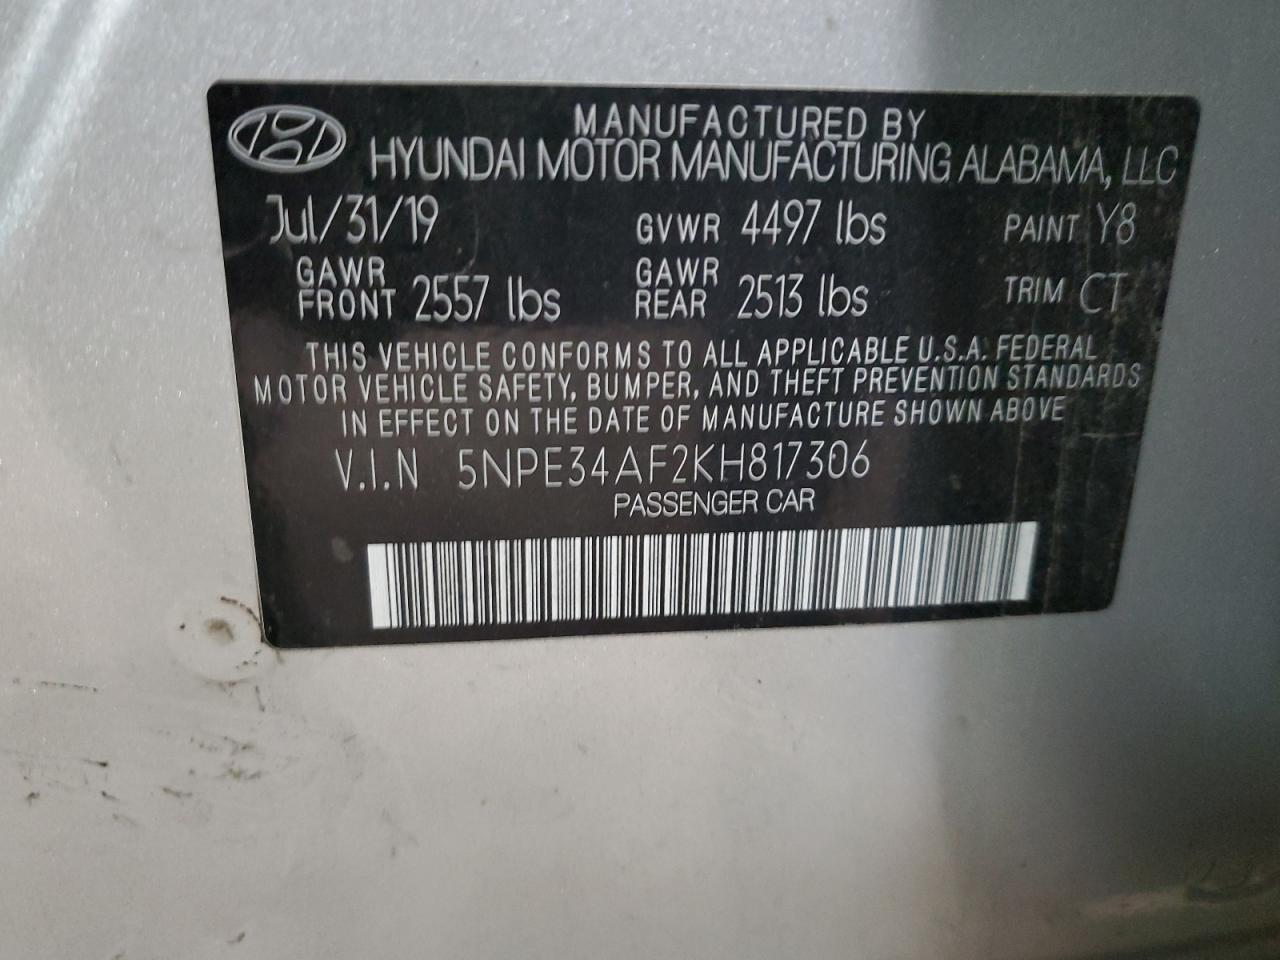 MANUFACTURED BY
HYUNDAI MOTOR MANUFACTURING ALABAMA, LLC
Jul/31/19 GVWR 4497 lbs PAINT Y8
GAWR FRONT 2557 lbs GAWR REAR 2513 lbs TRIM CT
THIS VEHICLE CONFORMS TO ALL APPLICABLE U.S.A. FEDERAL
MOTOR VEHICLE SAFETY, BUMPER, AND THEFT PREVENTION STANDARDS
IN EFFECT ON THE DATE OF MANUFACTURE SHOWN ABOVE
V.I.N 5NPE34AF2KH817306
PASSENGER CAR